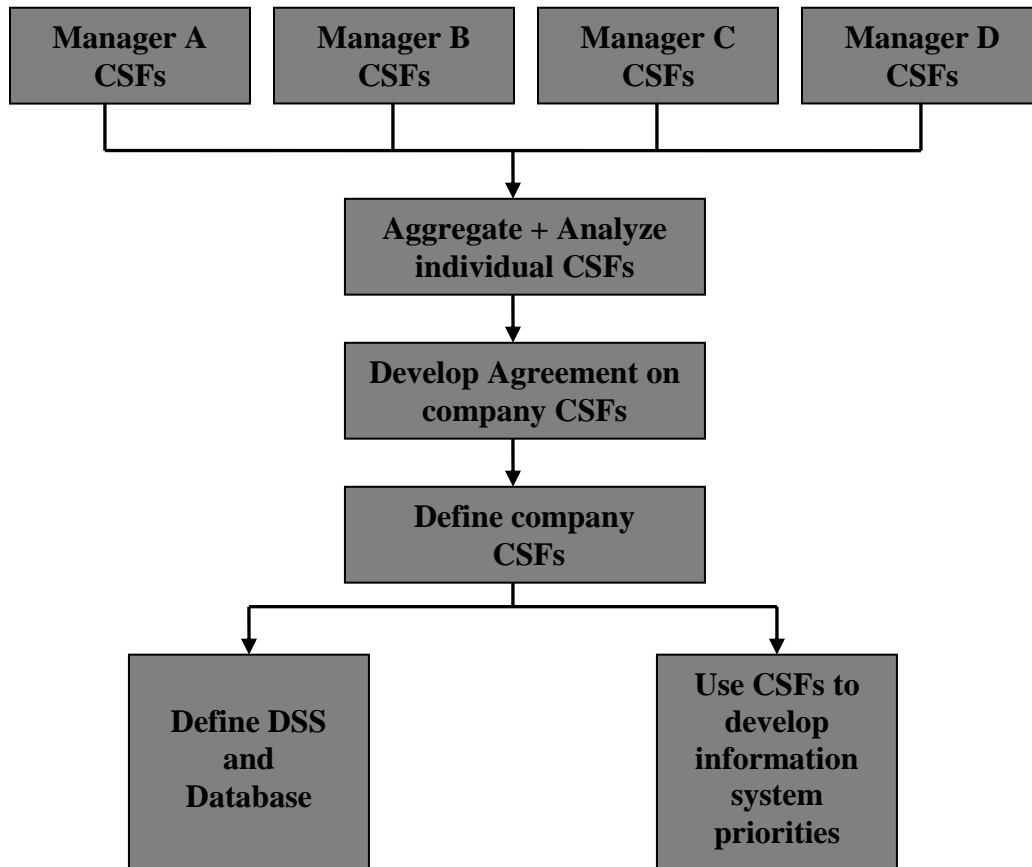 Manager A
CSFs
Manager B
CSFs
Manager C
CSFs
Manager D
CSFs
Aggregate + Analyze
individual CSFs
Develop Agreement on
company CSFs
Define company
CSFs
Define DSS
and
Database
Use CSFs to
develop
information
system
priorities